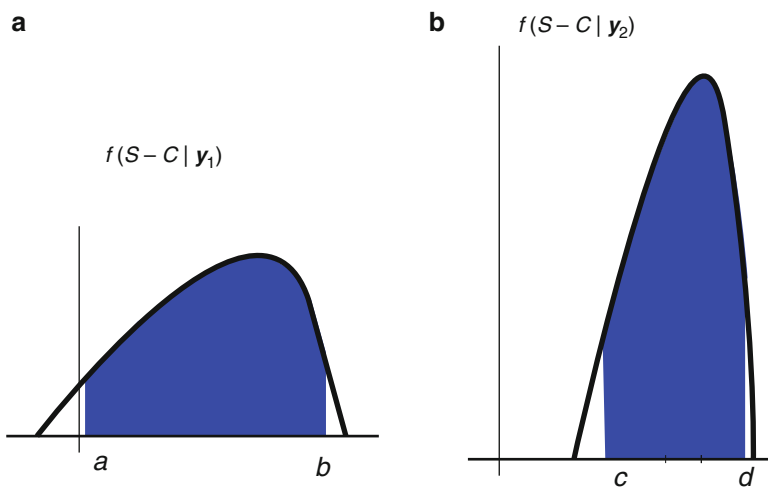 a
f (S – C | y₁)
a
b
b
f (S – C | y₂)
c
d